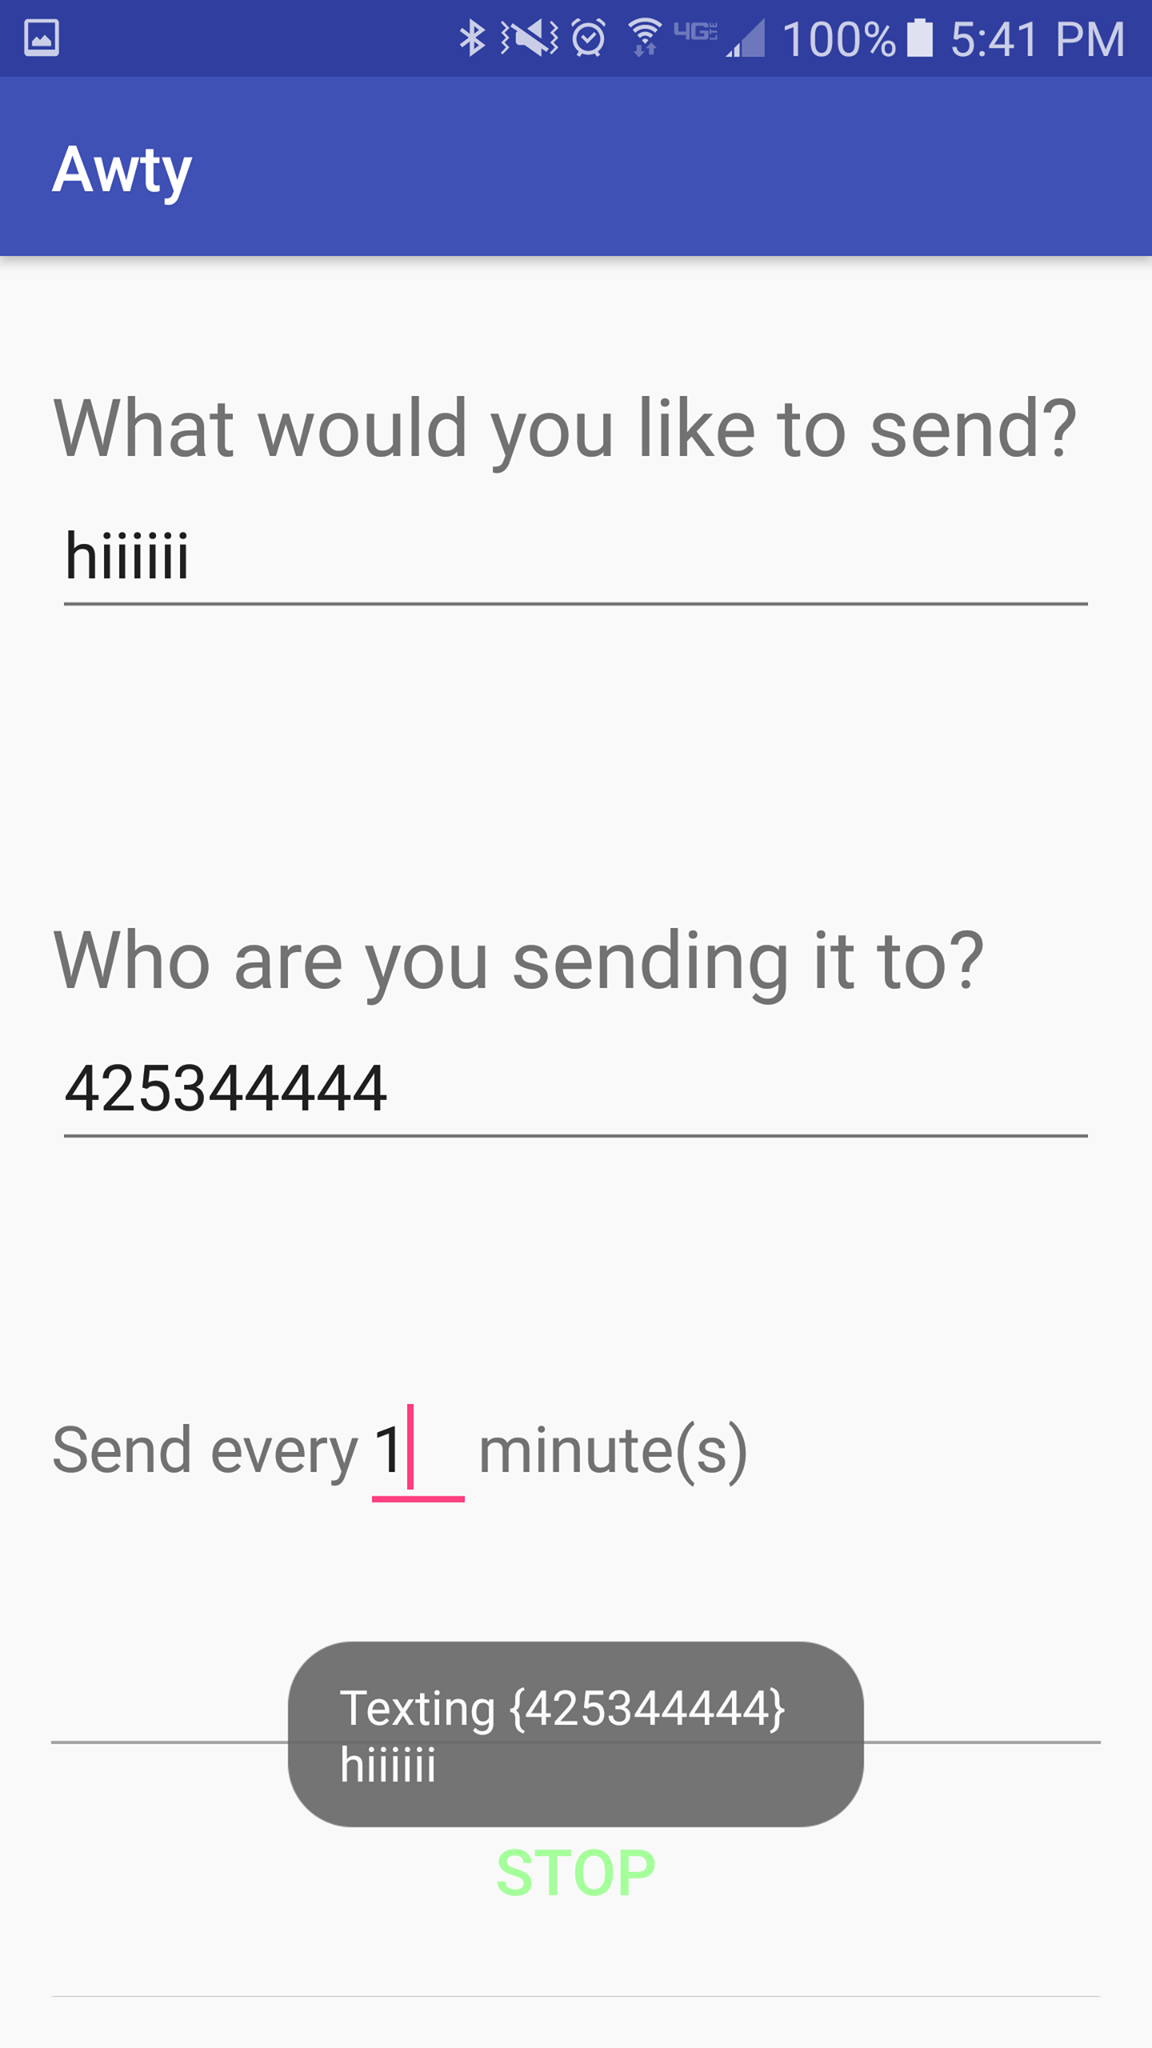 4G LTE 100% 5:41 PM
Awty
What would you like to send?
hiiiiii
Who are you sending it to?
425344444
Send every 1 minute(s)
Texting {425344444}
hiiiiii
STOP